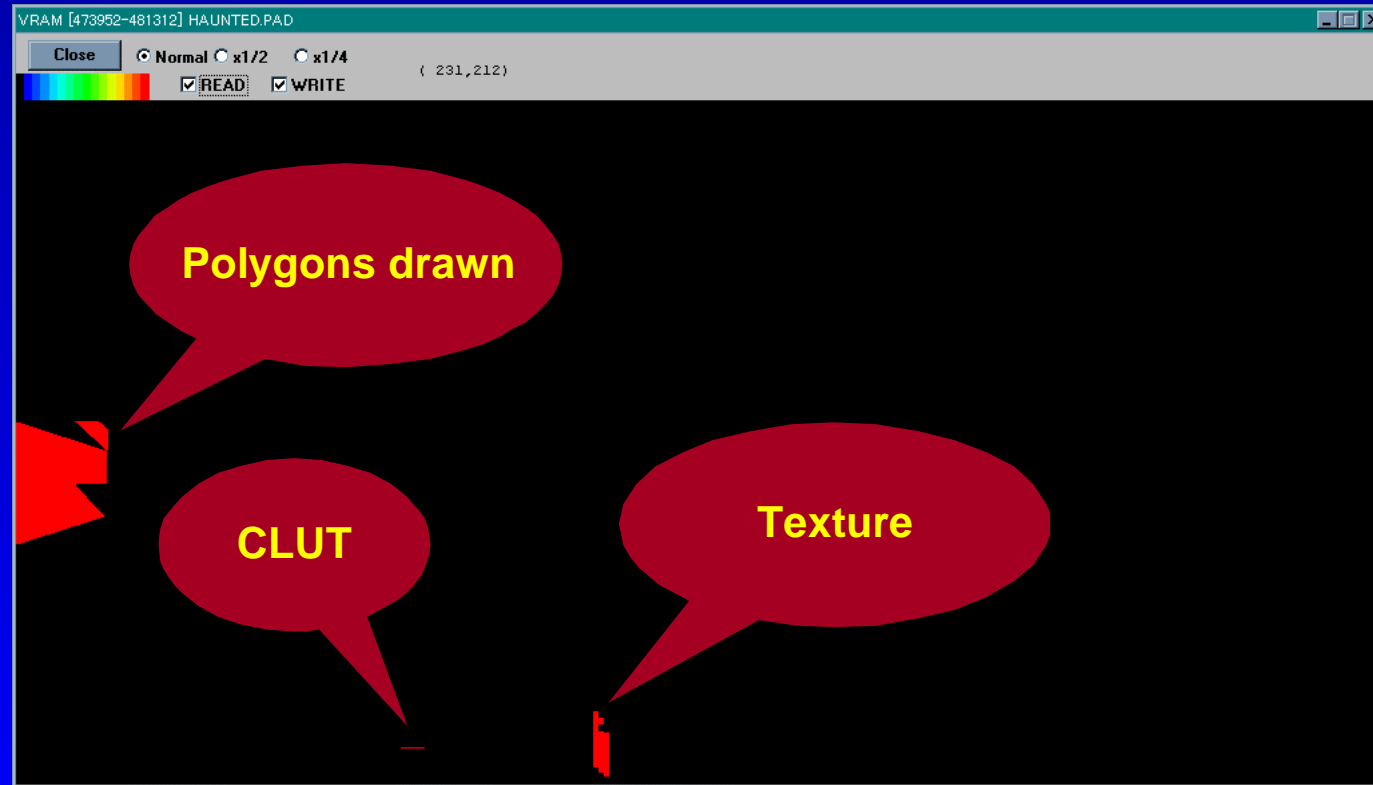 VRAM [473952-481312] HAUNTED.PAD
Close Normal x1/2 x1/4
( 231,212)
READ WRITE
Polygons drawn
CLUT
Texture